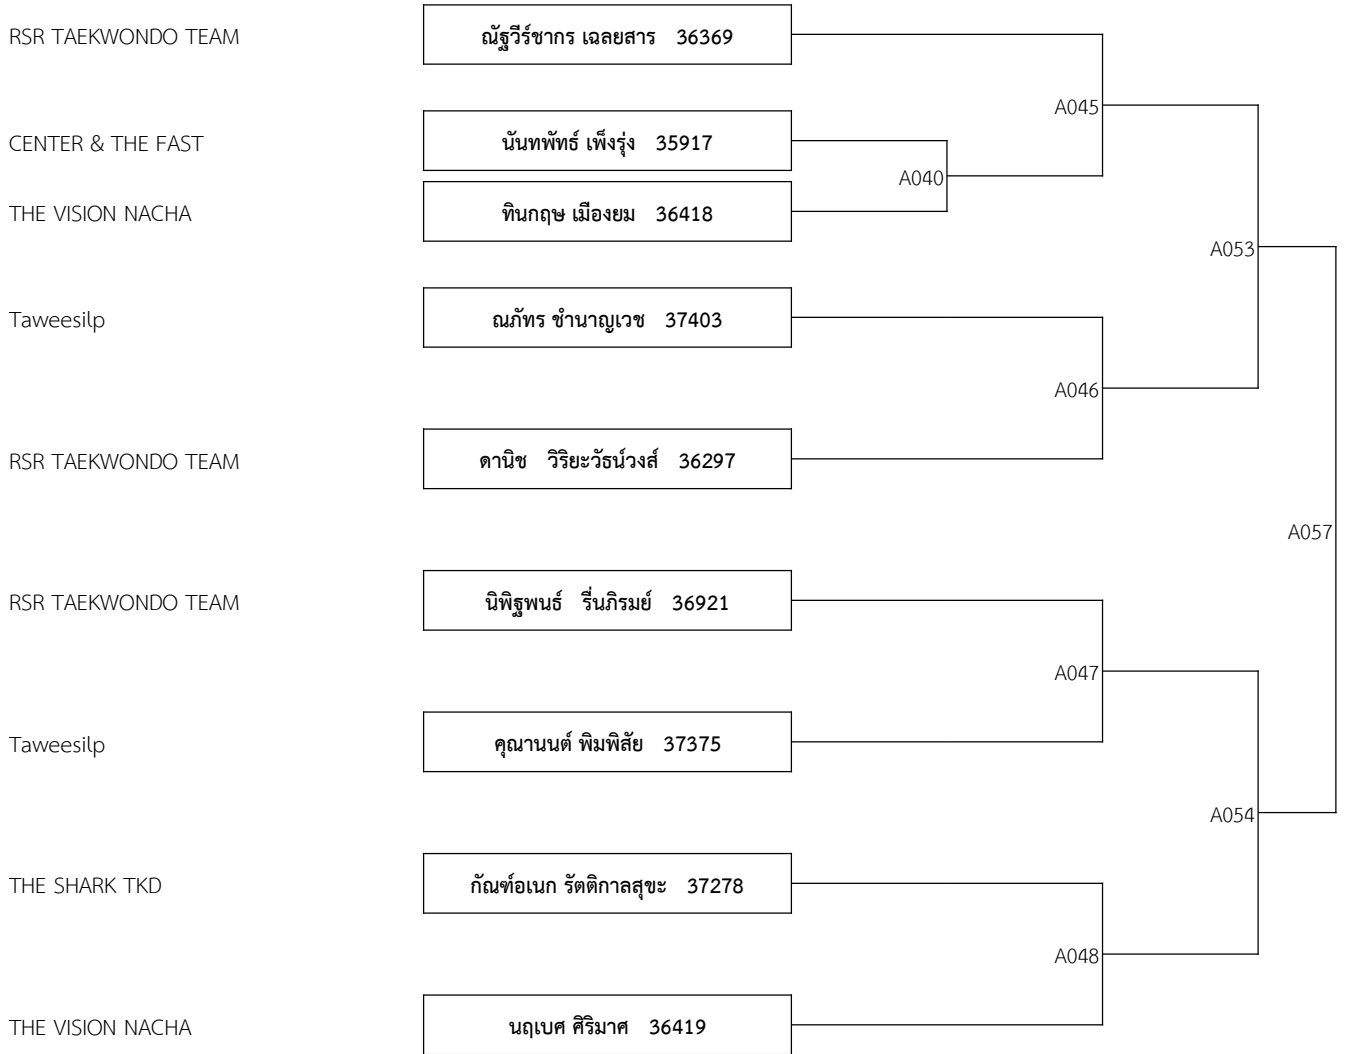 RSR TAEKWONDO TEAM ณัฐวีร์ชากร เฉลยสาร 36369
A045
CENTER & THE FAST นันทพัทธ์ เพ็งรุ่ง 35917
A040
THE VISION NACHA ทินกฤษ เมืองยม 36418
A053
Taweesilp ณภัทร ชำนาญเวช 37403
A046
RSR TAEKWONDO TEAM ดานิช วิริยะวัธน์วงส์ 36297
A057
RSR TAEKWONDO TEAM นิพิฐพนธ์ รื่นภิรมย์ 36921
A047
Taweesilp คุณานนต์ พิมพิสัย 37375
A054
THE SHARK TKD กัณฑ์อเนก รัตติกาลสุขะ 37278
A048
THE VISION NACHA นฤเบศ ศิริมาศ 36419